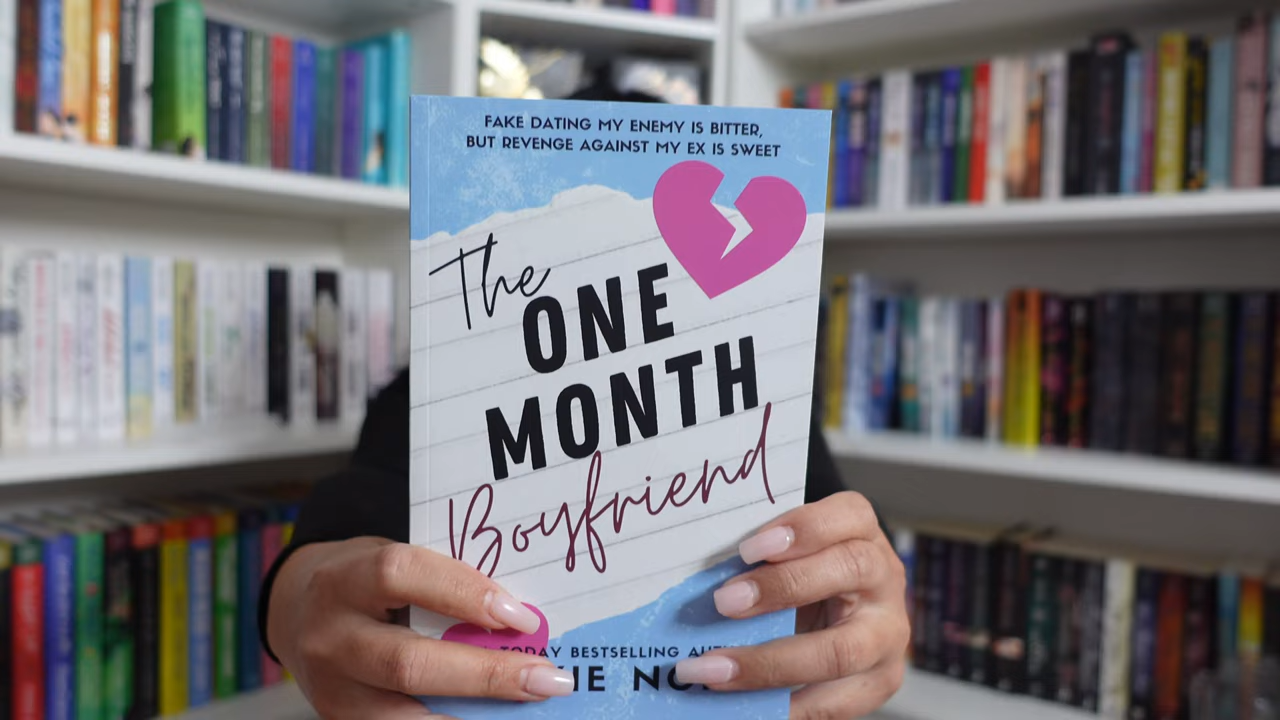 FAKE DATING MY ENEMY IS BITTER,
BUT REVENGE AGAINST MY EX IS SWEET
The
ONE
MONTH
Boyfriend
TODAY BESTSELLING